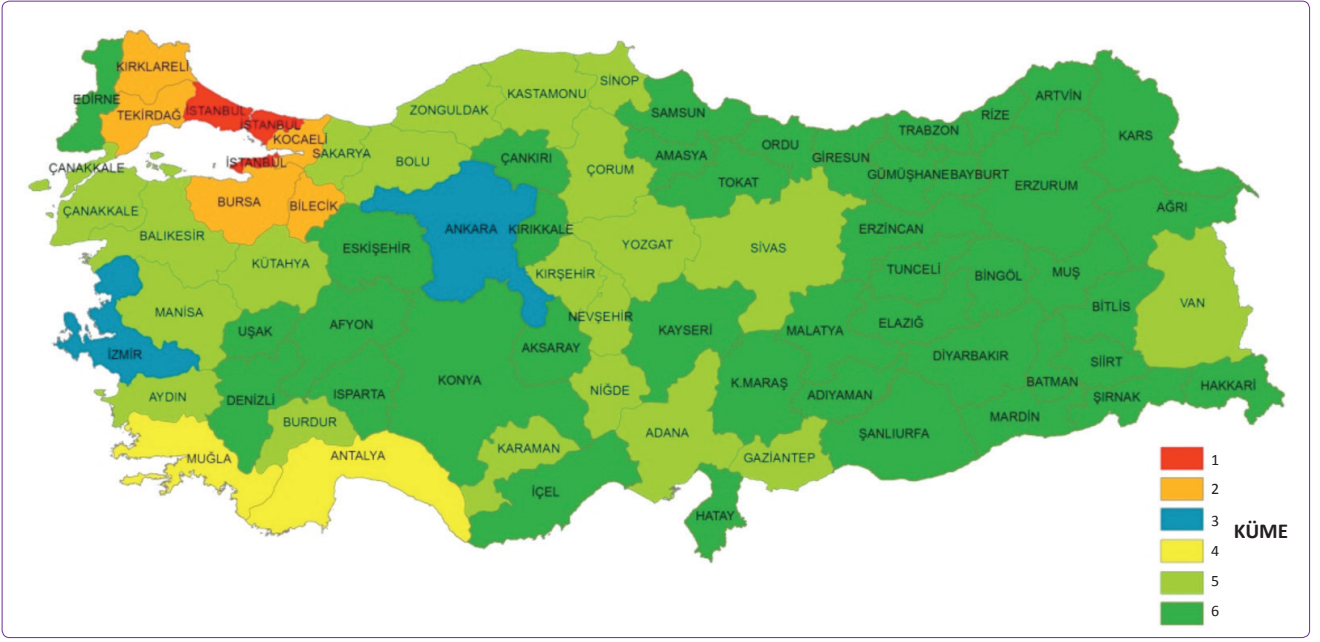 SİNOP
KIRKLARELİ
KASTAMONU
ARTVİN
EDİRNE
TEKİRDAĞ
İSTANBUL
ZONGULDAK
SAMSUN
RİZE
İSTANBUL
KOCAELİ
TRABZON
KARS
SAKARYA
BOLU
ÇANKIRI
ÇORUM
AMASYA
ORDU
GİRESUN
ÇANAKKALE
İSTANBUL
TOKAT
GÜMÜŞHANE
BAYBURT
ERZURUM
ÇANAKKALE
BURSA
BİLECİK
AĞRI
BALIKESİR
ESKİŞEHİR
ANKARA
KIRIKKALE
YOZGAT
SİVAS
ERZİNCAN
KÜTAHYA
KIRŞEHİR
TUNCELİ
BİNGÖL
MUŞ
MANİSA
UŞAK
AFYON
NEVŞEHİR
KAYSERİ
MALATYA
ELAZIĞ
BİTLİS
VAN
İZMİR
AKSARAY
DİYARBAKIR
SİİRT
AYDIN
DENİZLİ
ISPARTA
KONYA
NİĞDE
K.MARAŞ
ADIYAMAN
BATMAN
HAKKARİ
ŞIRNAK
BURDUR
MARDİN
MUĞLA
ANTALYA
KARAMAN
ADANA
GAZİANTEP
ŞANLIURFA
İÇEL
HATAY
1
2
3
KÜME
4
5
6